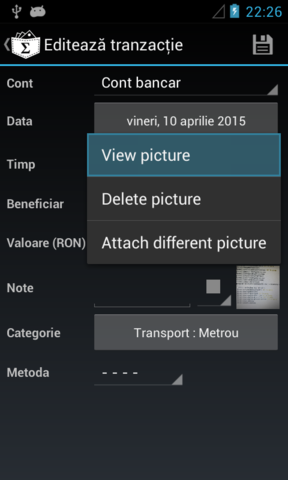 22:26
Editează tranzacție
Cont Cont bancar
Data vineri, 10 aprilie 2015
View picture
Timp
Delete picture
Beneficiar
Attach different picture
Valoare (RON)
Note
Categorie Transport : Metrou
Metoda - - - -